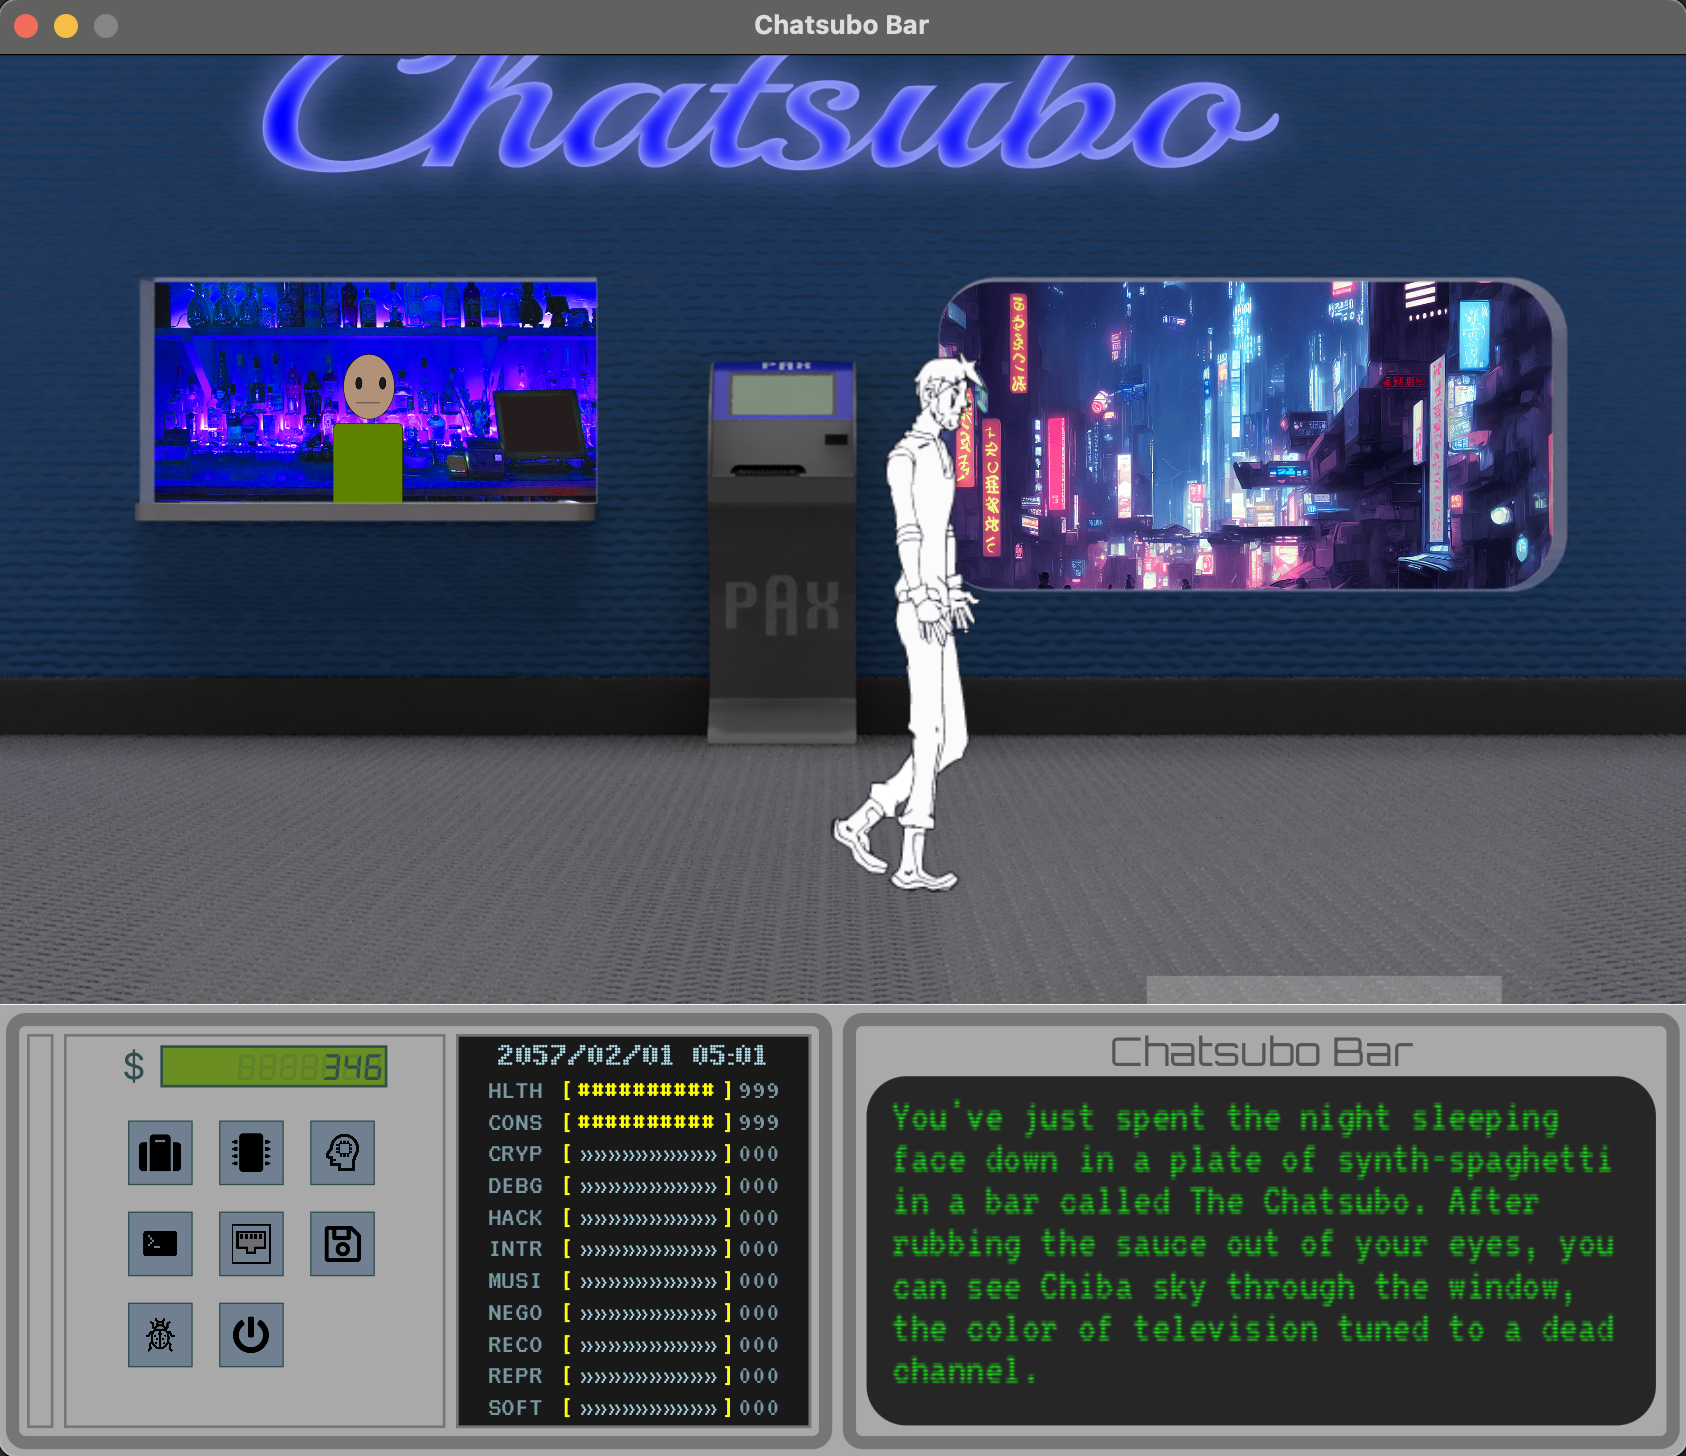 Chatsubo Bar
Chatsubo
PAX
PAX
$ 346
2057/02/01 05:01
HLTH [########## ]999
CONS [########## ]999
CRYP [»»»»»»»»»»]000
DEBG [»»»»»»»»»»]000
HACK [»»»»»»»»»»]000
INTR [»»»»»»»»»»]000
MUSI [»»»»»»»»»»]000
NEGO [»»»»»»»»»»]000
RECO [»»»»»»»»»»]000
REPR [»»»»»»»»»»]000
SOFT [»»»»»»»»»»]000
Chatsubo Bar
You've just spent the night sleeping
face down in a plate of synth-spaghetti
in a bar called The Chatsubo. After
rubbing the sauce out of your eyes, you
can see Chiba sky through the window,
the color of television tuned to a dead
channel.